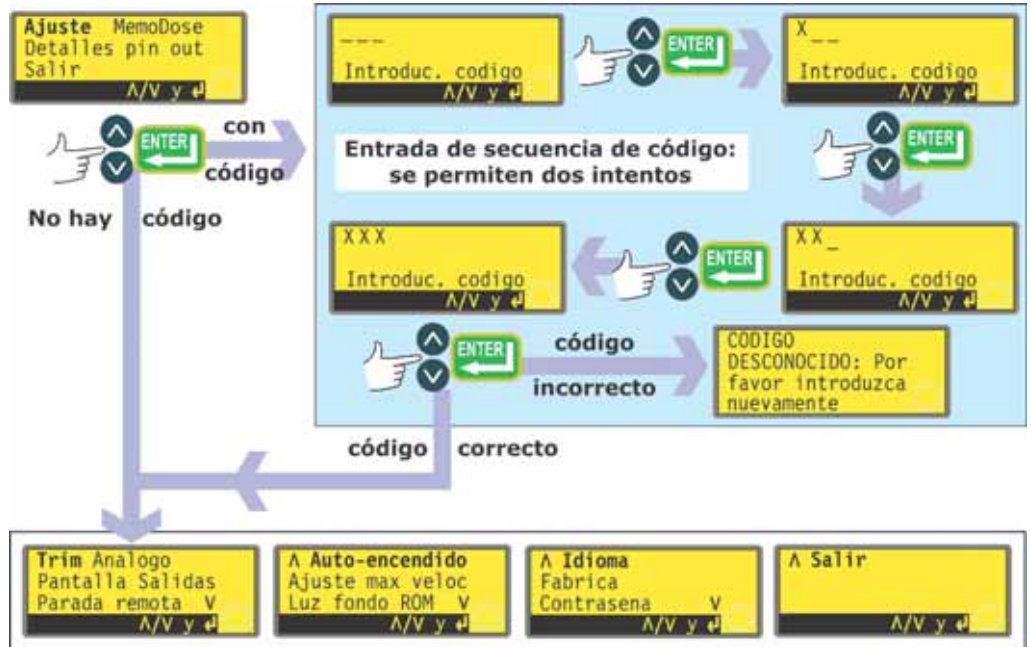 Ajuste MemoDose
Detalles pin out
Salir
Λ/V y ↲
ENTER
con
código
No hay código
_ _ _
Introduc. codigo
Λ/V y ↲
ENTER
X _ _
Introduc. codigo
Λ/V y ↲
ENTER
Entrada de secuencia de código:
se permiten dos intentos
XX_
Introduc. codigo
Λ/V y ↲
ENTER
XXX
Introduc. codigo
Λ/V y ↲
ENTER
código
incorrecto
CODIGO
DESCONOCIDO: Por
favor introduzca
nuevamente
código correcto
Trim Analogo
Pantalla Salidas
Parada remota V
Λ/V y ↲
Λ Auto-encendido
Ajuste max veloc
Luz fondo ROM V
Λ/V y ↲
Λ Idioma
Fabrica
Contrasena V
Λ/V y ↲
Λ Salir
Λ/V y ↲